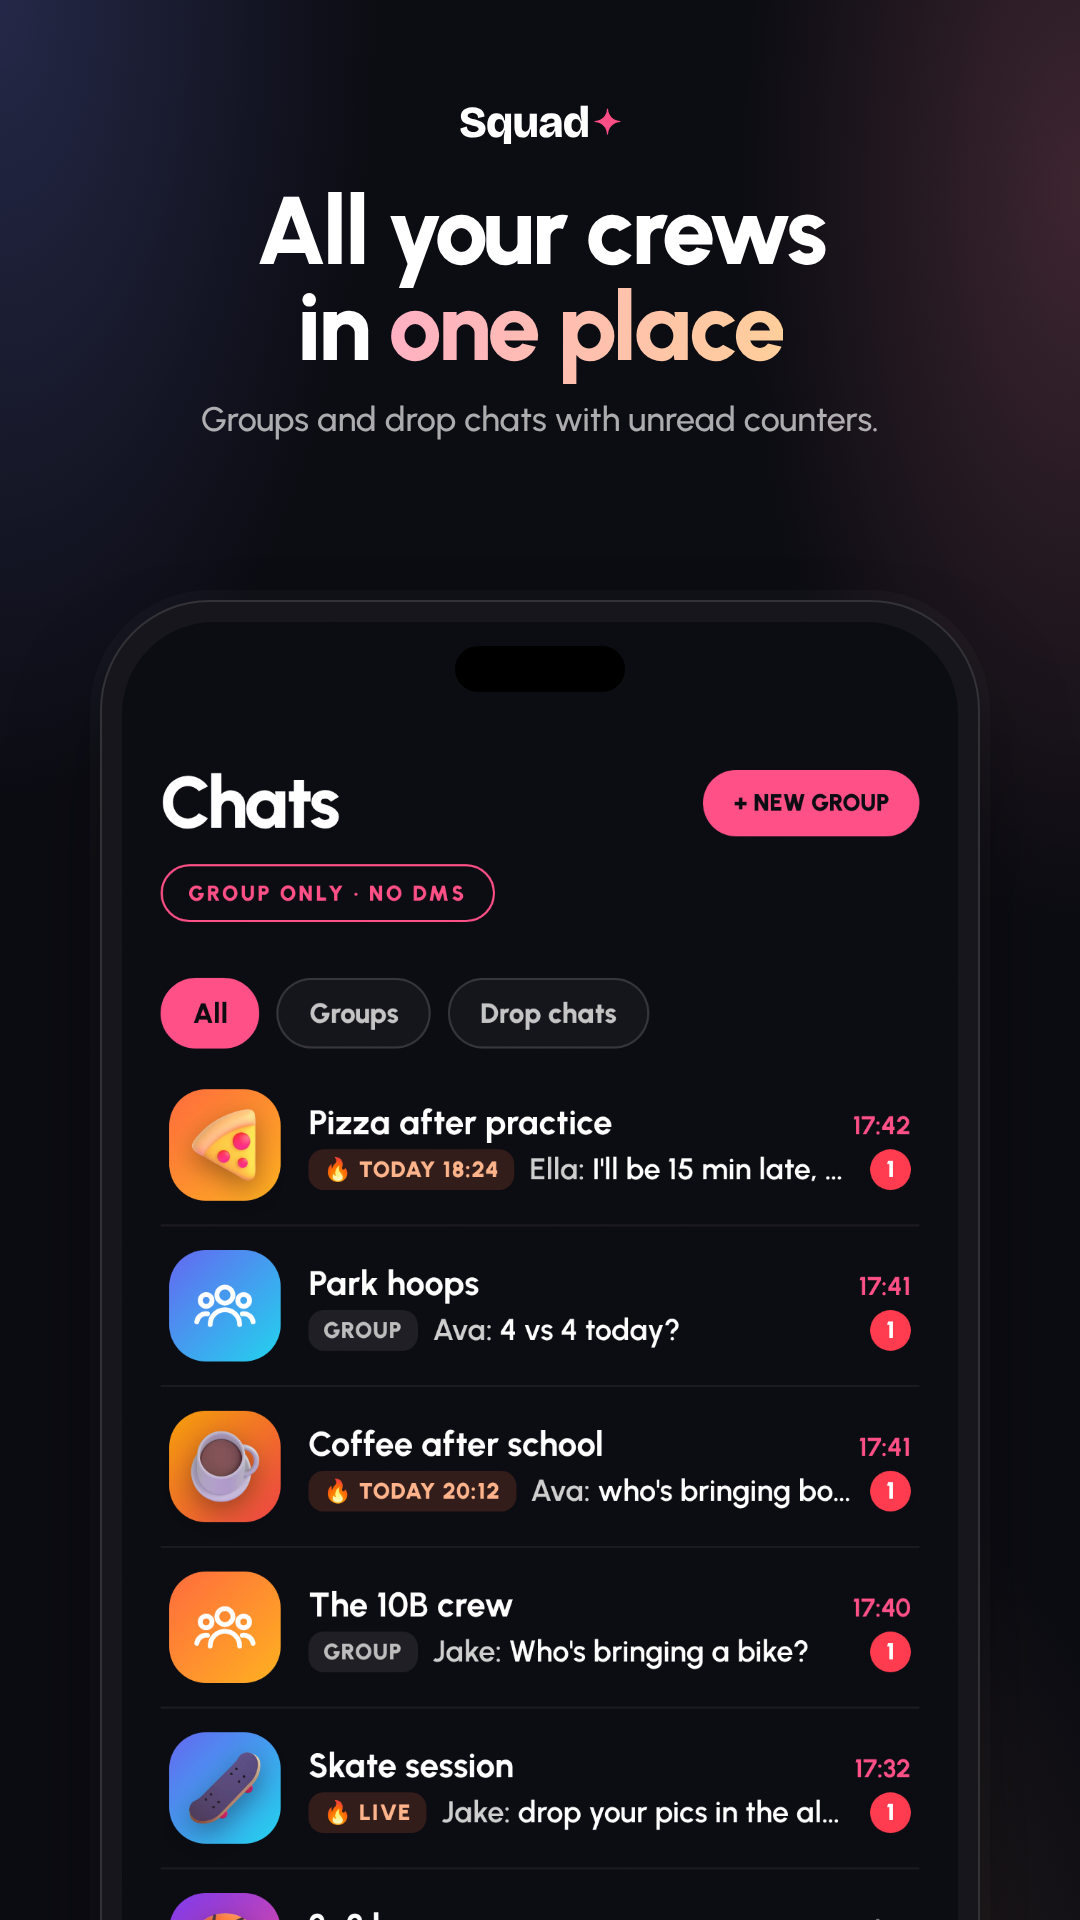 Squad
All your crews
in one place
Groups and drop chats with unread counters.
Chats
+ NEW GROUP
GROUP ONLY · NO DMS
All
Groups
Drop chats
Pizza after practice
17:42
🔥 TODAY 18:24
Ella: I'll be 15 min late, ...
1
Park hoops
17:41
GROUP
Ava: 4 vs 4 today?
1
Coffee after school
17:41
🔥 TODAY 20:12
Ava: who's bringing bo...
1
The 10B crew
17:40
GROUP
Jake: Who's bringing a bike?
1
Skate session
17:32
🔥 LIVE
Jake: drop your pics in the al...
1